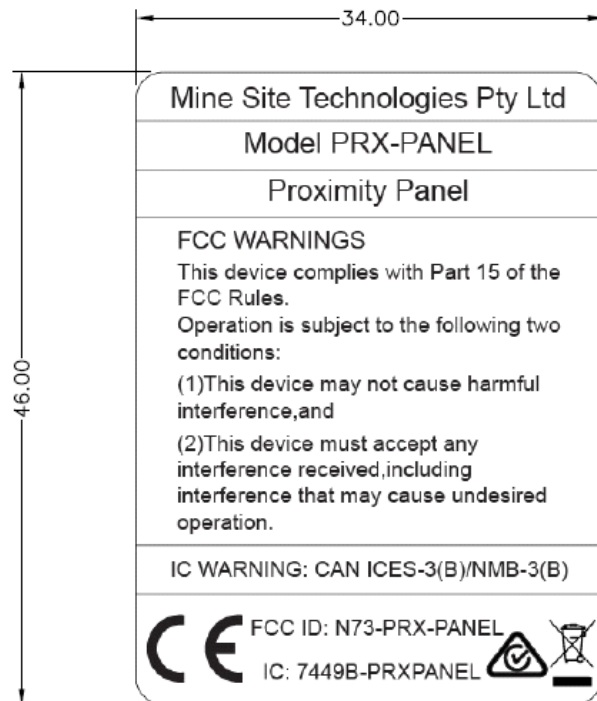 34.00
46.00
Mine Site Technologies Pty Ltd
Model PRX-PANEL
Proximity Panel
FCC WARNINGS
This device complies with Part 15 of the
FCC Rules.
Operation is subject to the following two
conditions:
(1)This device may not cause harmful
interference,and
(2)This device must accept any
interference received,including
interference that may cause undesired
operation.
IC WARNING: CAN ICES-3(B)/NMB-3(B)
CE
FCC ID: N73-PRX-PANEL
IC: 7449B-PRXPANEL